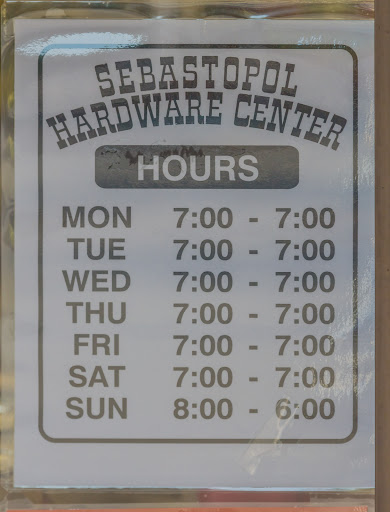 SEBASTOPOL
HARDWARE CENTER
HOURS
MON 7:00 - 7:00
TUE 7:00 - 7:00
WED 7:00 - 7:00
THU 7:00 - 7:00
FRI 7:00 - 7:00
SAT 7:00 - 7:00
SUN 8:00 - 6:00